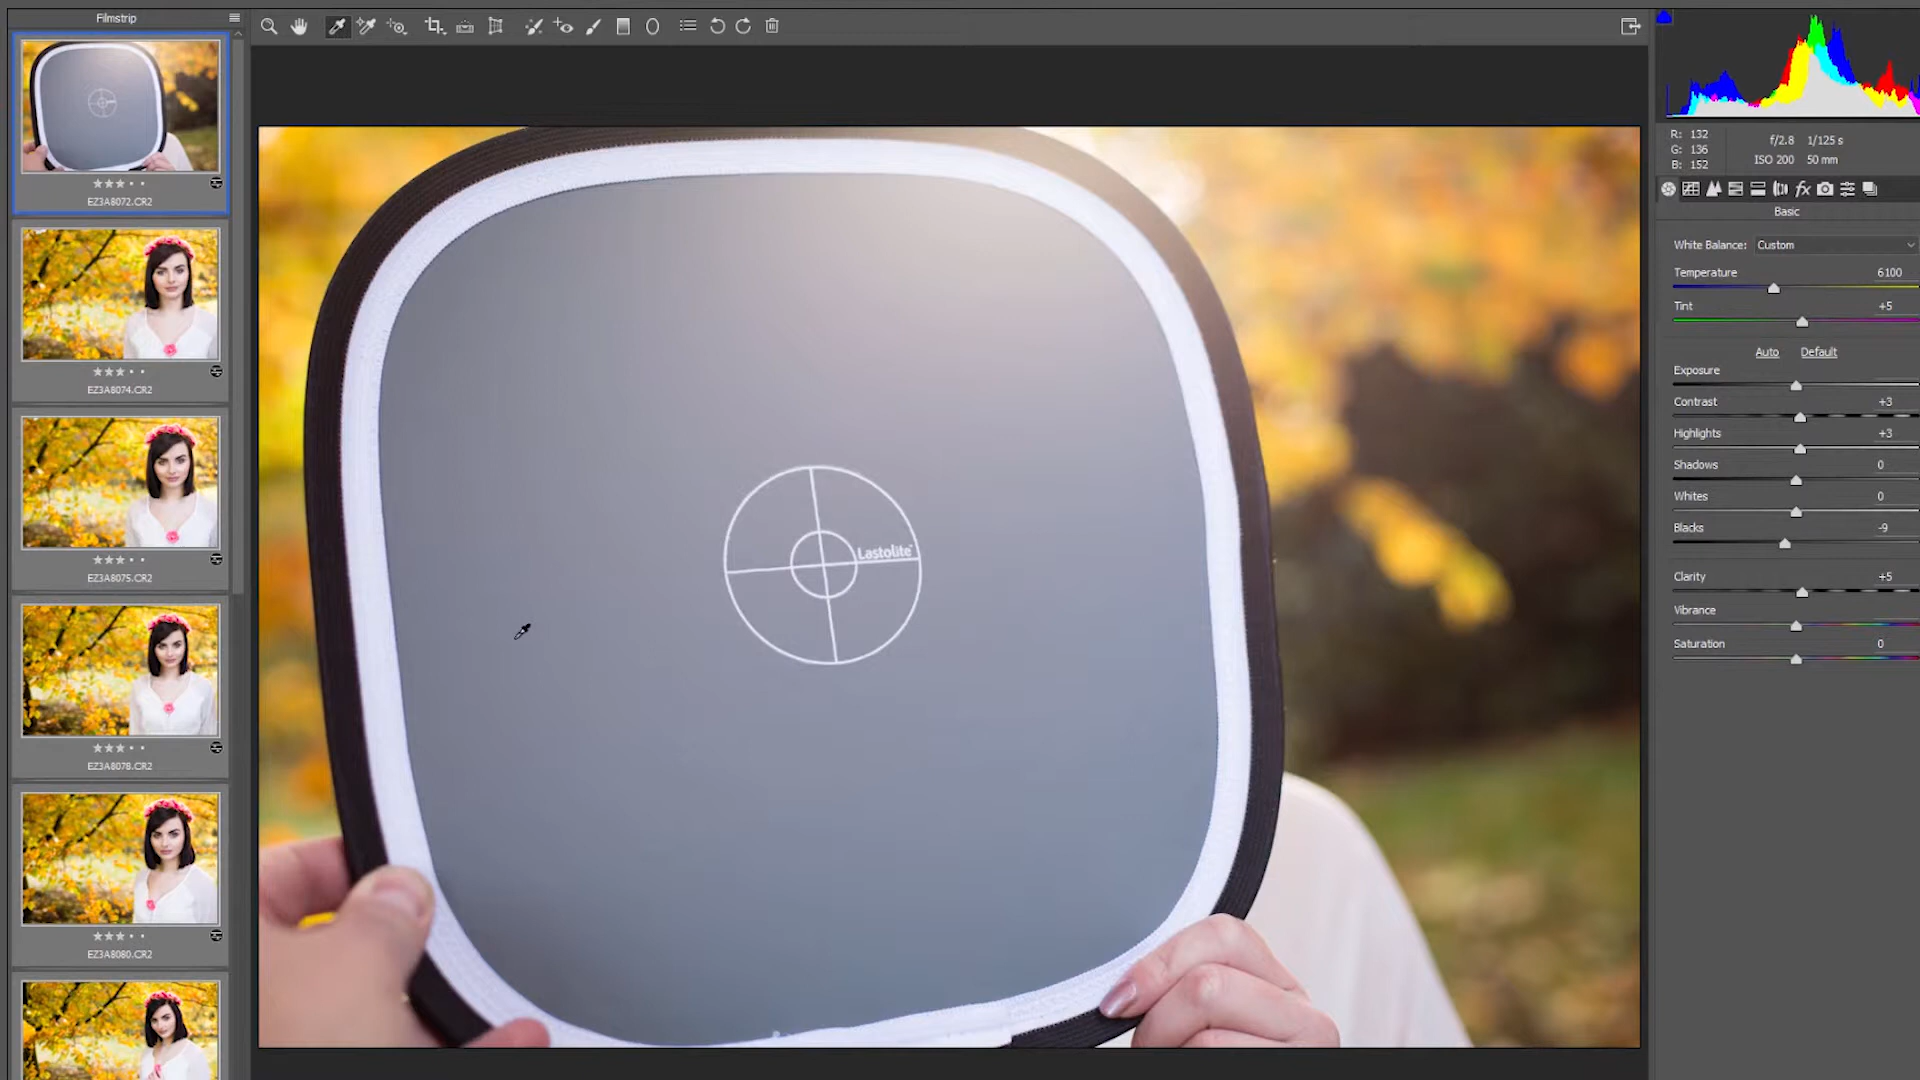 Filmstrip
EZ3A8072.CR2
EZ3A8074.CR2
EZ3A8075.CR2
EZ3A8078.CR2
EZ3A8080.CR2
Lastolite
R: 132
G: 136
B: 152
f/2.8 1/125 s
ISO 200 50 mm
fx
Basic
White Balance: Custom
Temperature 6100
Tint +5
Auto Default
Exposure
Contrast +3
Highlights +3
Shadows 0
Whites 0
Blacks -9
Clarity +5
Vibrance
Saturation 0